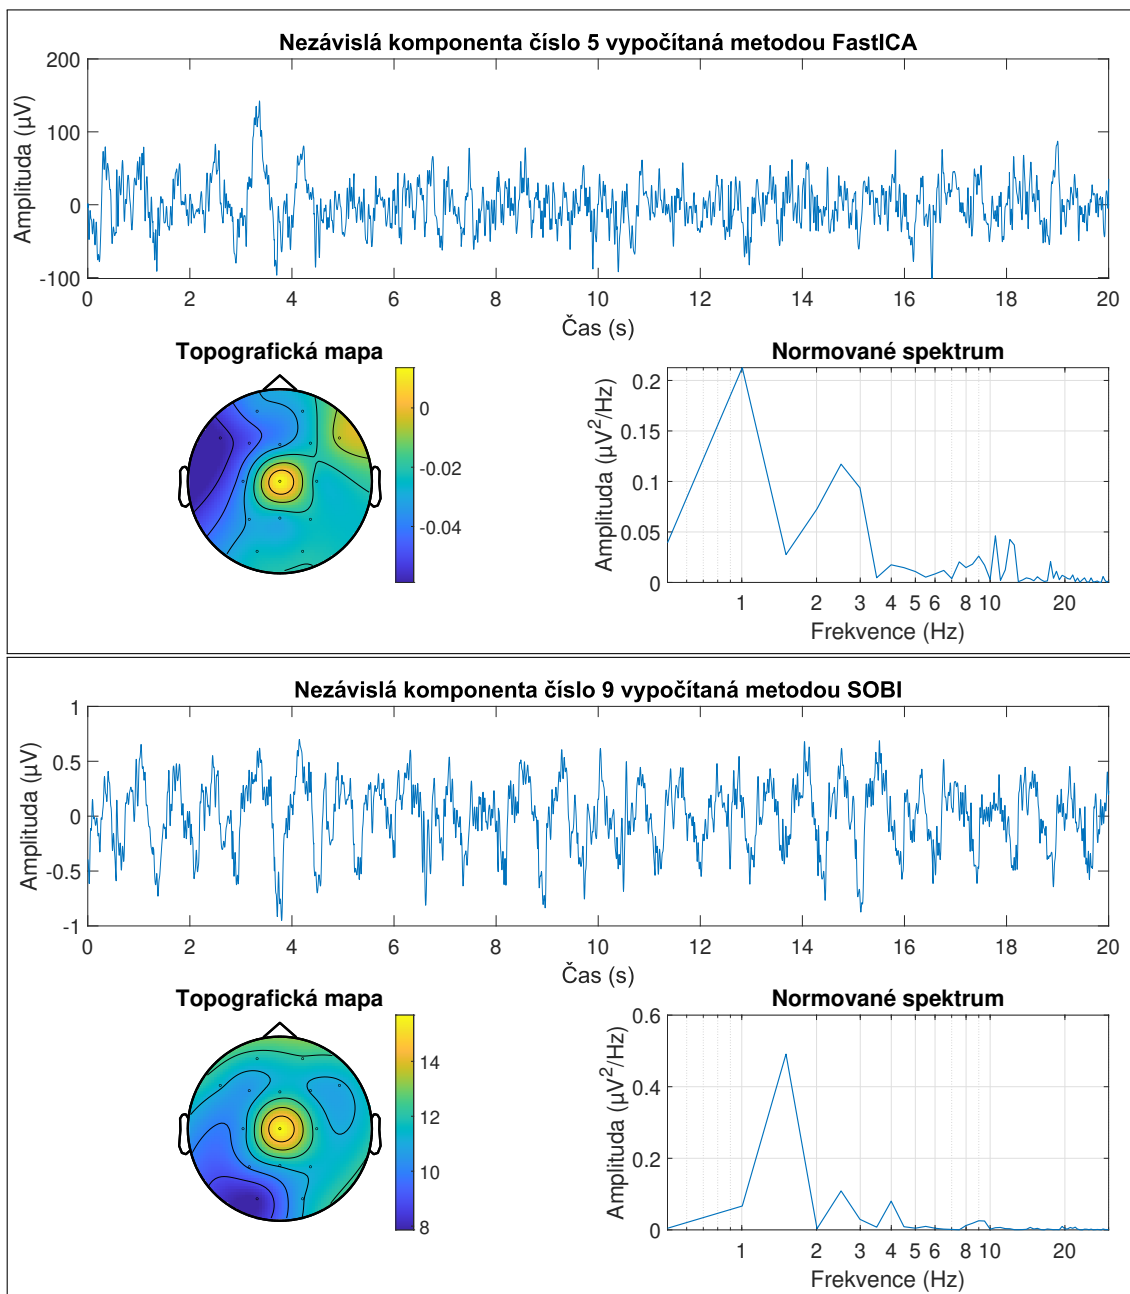 Nezávislá komponenta číslo 5 vypočítaná metodou FastICA
200
100
0
-100
Amplituda (µV)
0 2 4 6 8 10 12 14 16 18 20
Čas (s)
Topografická mapa
0
-0.02
-0.04
Normované spektrum
0.2
0.15
0.1
0.05
0
Amplituda (µV²/Hz)
1 2 3 4 5 6 8 10 20
Frekvence (Hz)
Nezávislá komponenta číslo 9 vypočítaná metodou SOBI
1
0.5
0
-0.5
-1
Amplituda (µV)
0 2 4 6 8 10 12 14 16 18 20
Čas (s)
Topografická mapa
14
12
10
8
Normované spektrum
0.6
0.4
0.2
0
Amplituda (µV²/Hz)
1 2 3 4 5 6 8 10 20
Frekvence (Hz)